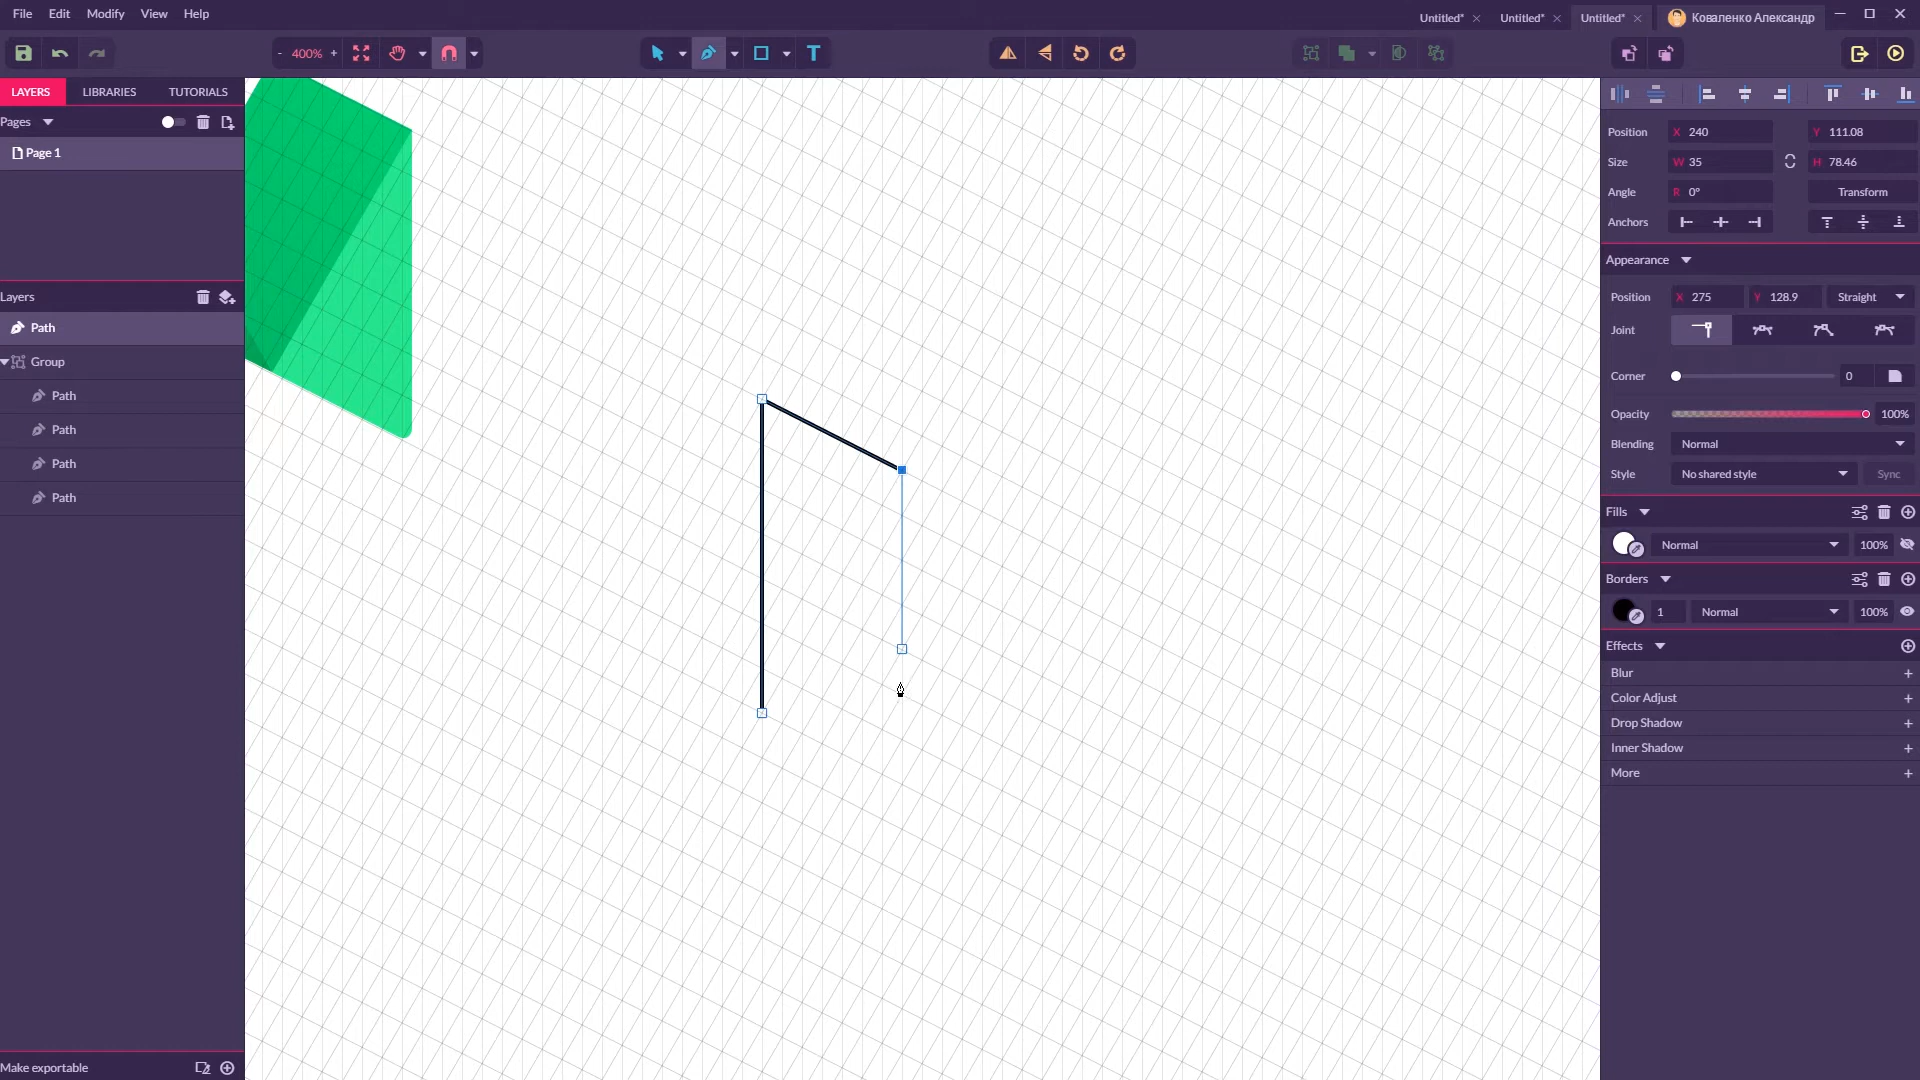 File Edit Modify View Help
Untitled* Untitled* Untitled* Коваленко Александр
- 400% + T
LAYERS LIBRARIES TUTORIALS
Pages
Page 1
Layers
Path
Group
Path
Path
Path
Path
Make exportable
Position X 240 Y 111.08
Size W 35 H 78.46
Angle R 0° Transform
Anchors
Appearance
Position X 275 Y 128.9 Straight
Joint
Corner 0
Opacity 100%
Blending Normal
Style No shared style Sync
Fills
Normal 100%
Borders
1 Normal 100%
Effects
Blur +
Color Adjust +
Drop Shadow +
Inner Shadow +
More +